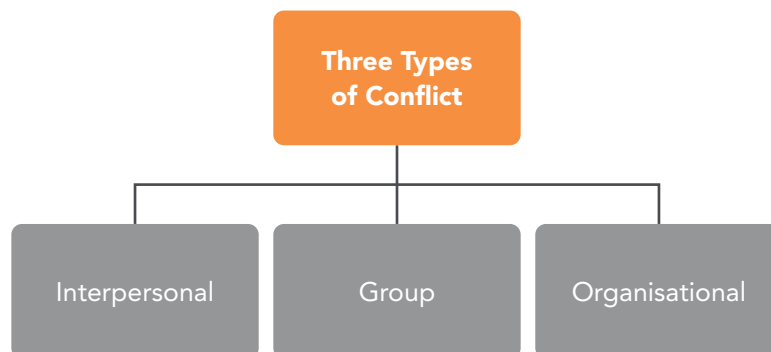 Three Types
of Conflict
Interpersonal
Group
Organisational